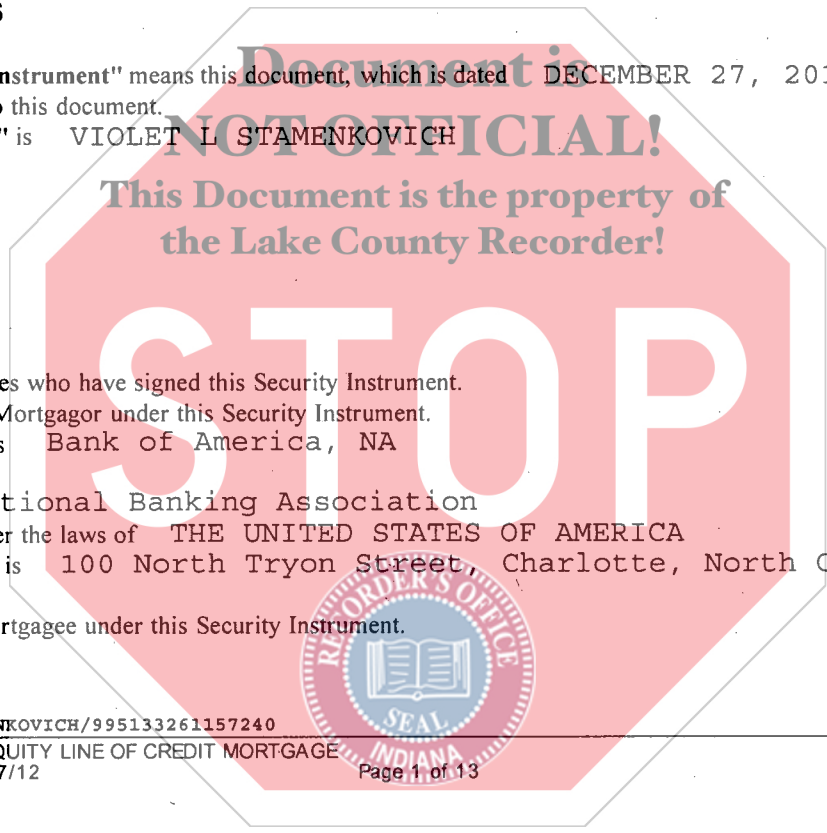 S
nstrument" means this document, which is dated DECEMBER 27, 201
Document is
o this document.
" is VIOLET L STAMENKOVICH
NOT OFFICIAL!
This Document is the property of
the Lake County Recorder!
STOP
es who have signed this Security Instrument.
Mortgagor under this Security Instrument.
s Bank of America, NA
tional Banking Association
er the laws of THE UNITED STATES OF AMERICA
is 100 North Tryon Street, Charlotte, North C
RECORDER'S OFFICE
rtgagee under this Security Instrument.
SEAL
INDIANA
NKOVICH/995133261157240
QUITY LINE OF CREDIT MORTGAGE
7/12 Page 1 of 13